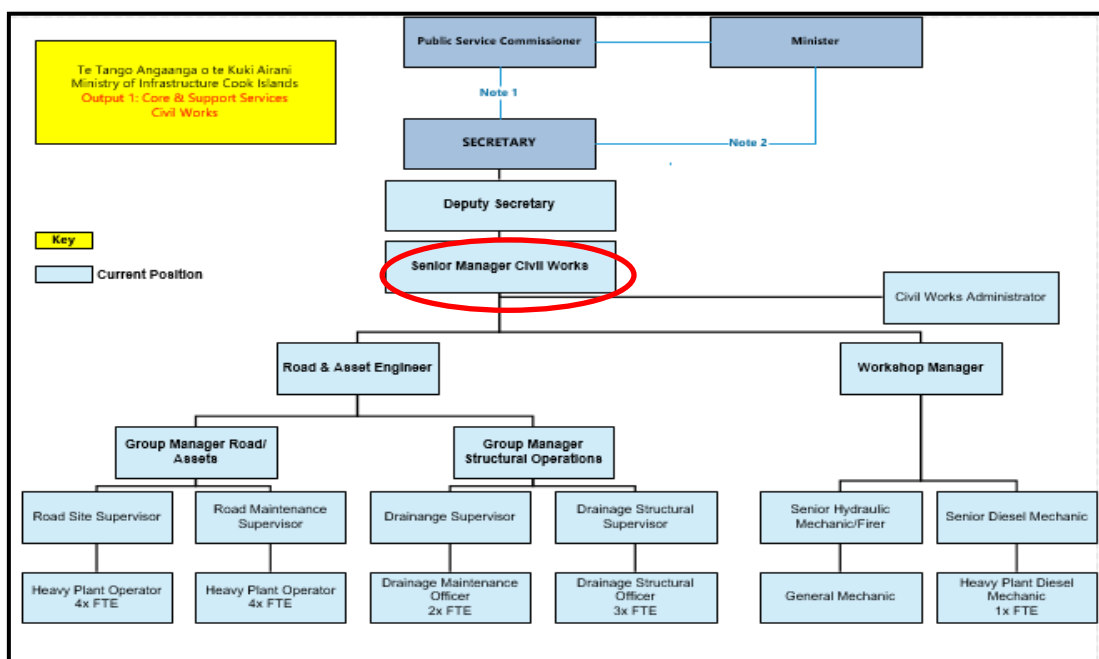 Public Service Commissioner
Minister
Te Tango Angaanga o te Kuki Airani
Ministry of Infrastructure Cook Islands
Output 1: Core & Support Services
Civil Works
Note 1
SECRETARY
Note 2
Deputy Secretary
Key
Current Position
Senior Manager Civil Works
Civil Works Administrator
Road & Asset Engineer
Workshop Manager
Group Manager Road/
Assets
Group Manager
Structural Operations
Road Site Supervisor
Road Maintenance
Supervisor
Drainange Supervisor
Drainage Structural
Supervisor
Senior Hydraulic
Mechanic/Firer
Senior Diesel Mechanic
Heavy Plant Operator
4x FTE
Heavy Plant Operator
4x FTE
Drainage Maintenance
Officer
2x FTE
Drainage Structural
Officer
3x FTE
General Mechanic
Heavy Plant Diesel
Mechanic
1x FTE